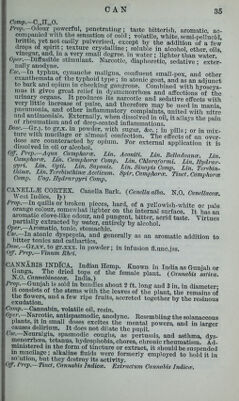 CAN 35
Comp.—C₁₀H₁₆O.
Prop.—Odour powerful, penetrating; taste bitterish, aromatic, ac-
companied with the sensation of cold; volatile, white, semi-pellucid,
brittle, yet not easily pulverised, except by the addition of a few
drops of spirit; texture crystalline; soluble in alcohol, ether, oils,
vinegar, and, in a very small degree, in water; lighter than water.
Oper.—Diffusible stimulant. Narcotic, diaphoretic, sedative; exter-
nally anodyne.
Use.—In typhus, cynanche maligna, confluent small-pox, and other
exanthemata of the typhoid type; in atonic gout, and as an adjunct
to bark and opium in checking gangrene. Combined with hyoscya-
mus it gives great relief in dysmenorrhœa and affections of the
urinary organs. It produces diaphoretic and sedative effects with
very little increase of pulse, and therefore may be used in mania,
pneumonia, and other inflammatory complaints, united with nitre
and antimonials. Externally, when dissolved in oil, it allays the pain
of rheumatism and of deep-seated inflammations.
Dose.—Gr.j. to gr.x. in powder, with sugar, &c.; in pills; or in mix-
ture with mucilage or almond confection. The effects of an over-
dose are counteracted by opium. For external application it is
dissolved in oil or alcohol.
Off. Prep.—Aqua Camphoræ. Lin. Aconiti. Lin. Belladonnæ. Lin.
Camphoræ. Lin. Camphoræ Comp. Lin. Chloroformi. Lin. Hydrar-
gyri. Lin. Opii. Lin. Saponis. Lin. Sinapis Comp. Lin. Terebin-
thinæ. Lin. Terebinthinæ Aceticum. Spir. Camphoræ. Tinct. Camph.
Comp. Ung. Hydrargyri Comp.
CANELLÆ CORTEX. Canella Bark. (Canella alba. N.O. Canellaceæ.
West Indies, &c.)
Prop.—In quills or broken pieces, hard, of a yellowish-white or pale
orange colour, somewhat lighter on the internal surface. It has an
aromatic clove-like odour, and pungent, bitter, acrid taste. Virtues
partially extracted by water, entirely by alcohol.
Oper.—Aromatic, tonic, stomachic.
Use.—In atonic dyspepsia, and generally as an aromatic addition to
bitter tonics and cathartics.
Dose.—Gr.xv. to gr.xxx. in powder; in infusion fl.unc.jss.
Off. Prep.—Vinum Rhei.
CANNĂBIS INDĬCA. Indian Hemp. Known in India as Gunjah or
Ganga. The dried tops of the female plant. (Cannabis sativa.
N.O. Cannabinaceæ. India.)
Prop.—Gunjah is sold in bundles about 2 ft. long and 3 in. in diameter;
it consists of the stems with the leaves of the plant, the remains of
the flowers, and a few ripe fruits, secreted together by the resinous
exudation.
Comp.—Cannabin, volatile oil, resin.
Oper.—Narcotic, antispasmodic, anodyne. Resembling the solanaceous
plants, it in small doses excites the mental powers, and in larger
causes delirium. It does not dilate the pupil.
Use.—Neuralgia, spasmodic coughs, as pertussis, and asthma, dys-
menorrhœa, tetanus, hydrophobia, chorea, chronic rheumatism. Ad-
ministered in the form of tincture or extract, it should be suspended
in mucilage; alkaline fluids were formerly employed to hold it in
solution, but they destroy its activity.
Off. Prep.—Tinct. Cannabis Indicæ. Extractum Cannabis Indicæ.